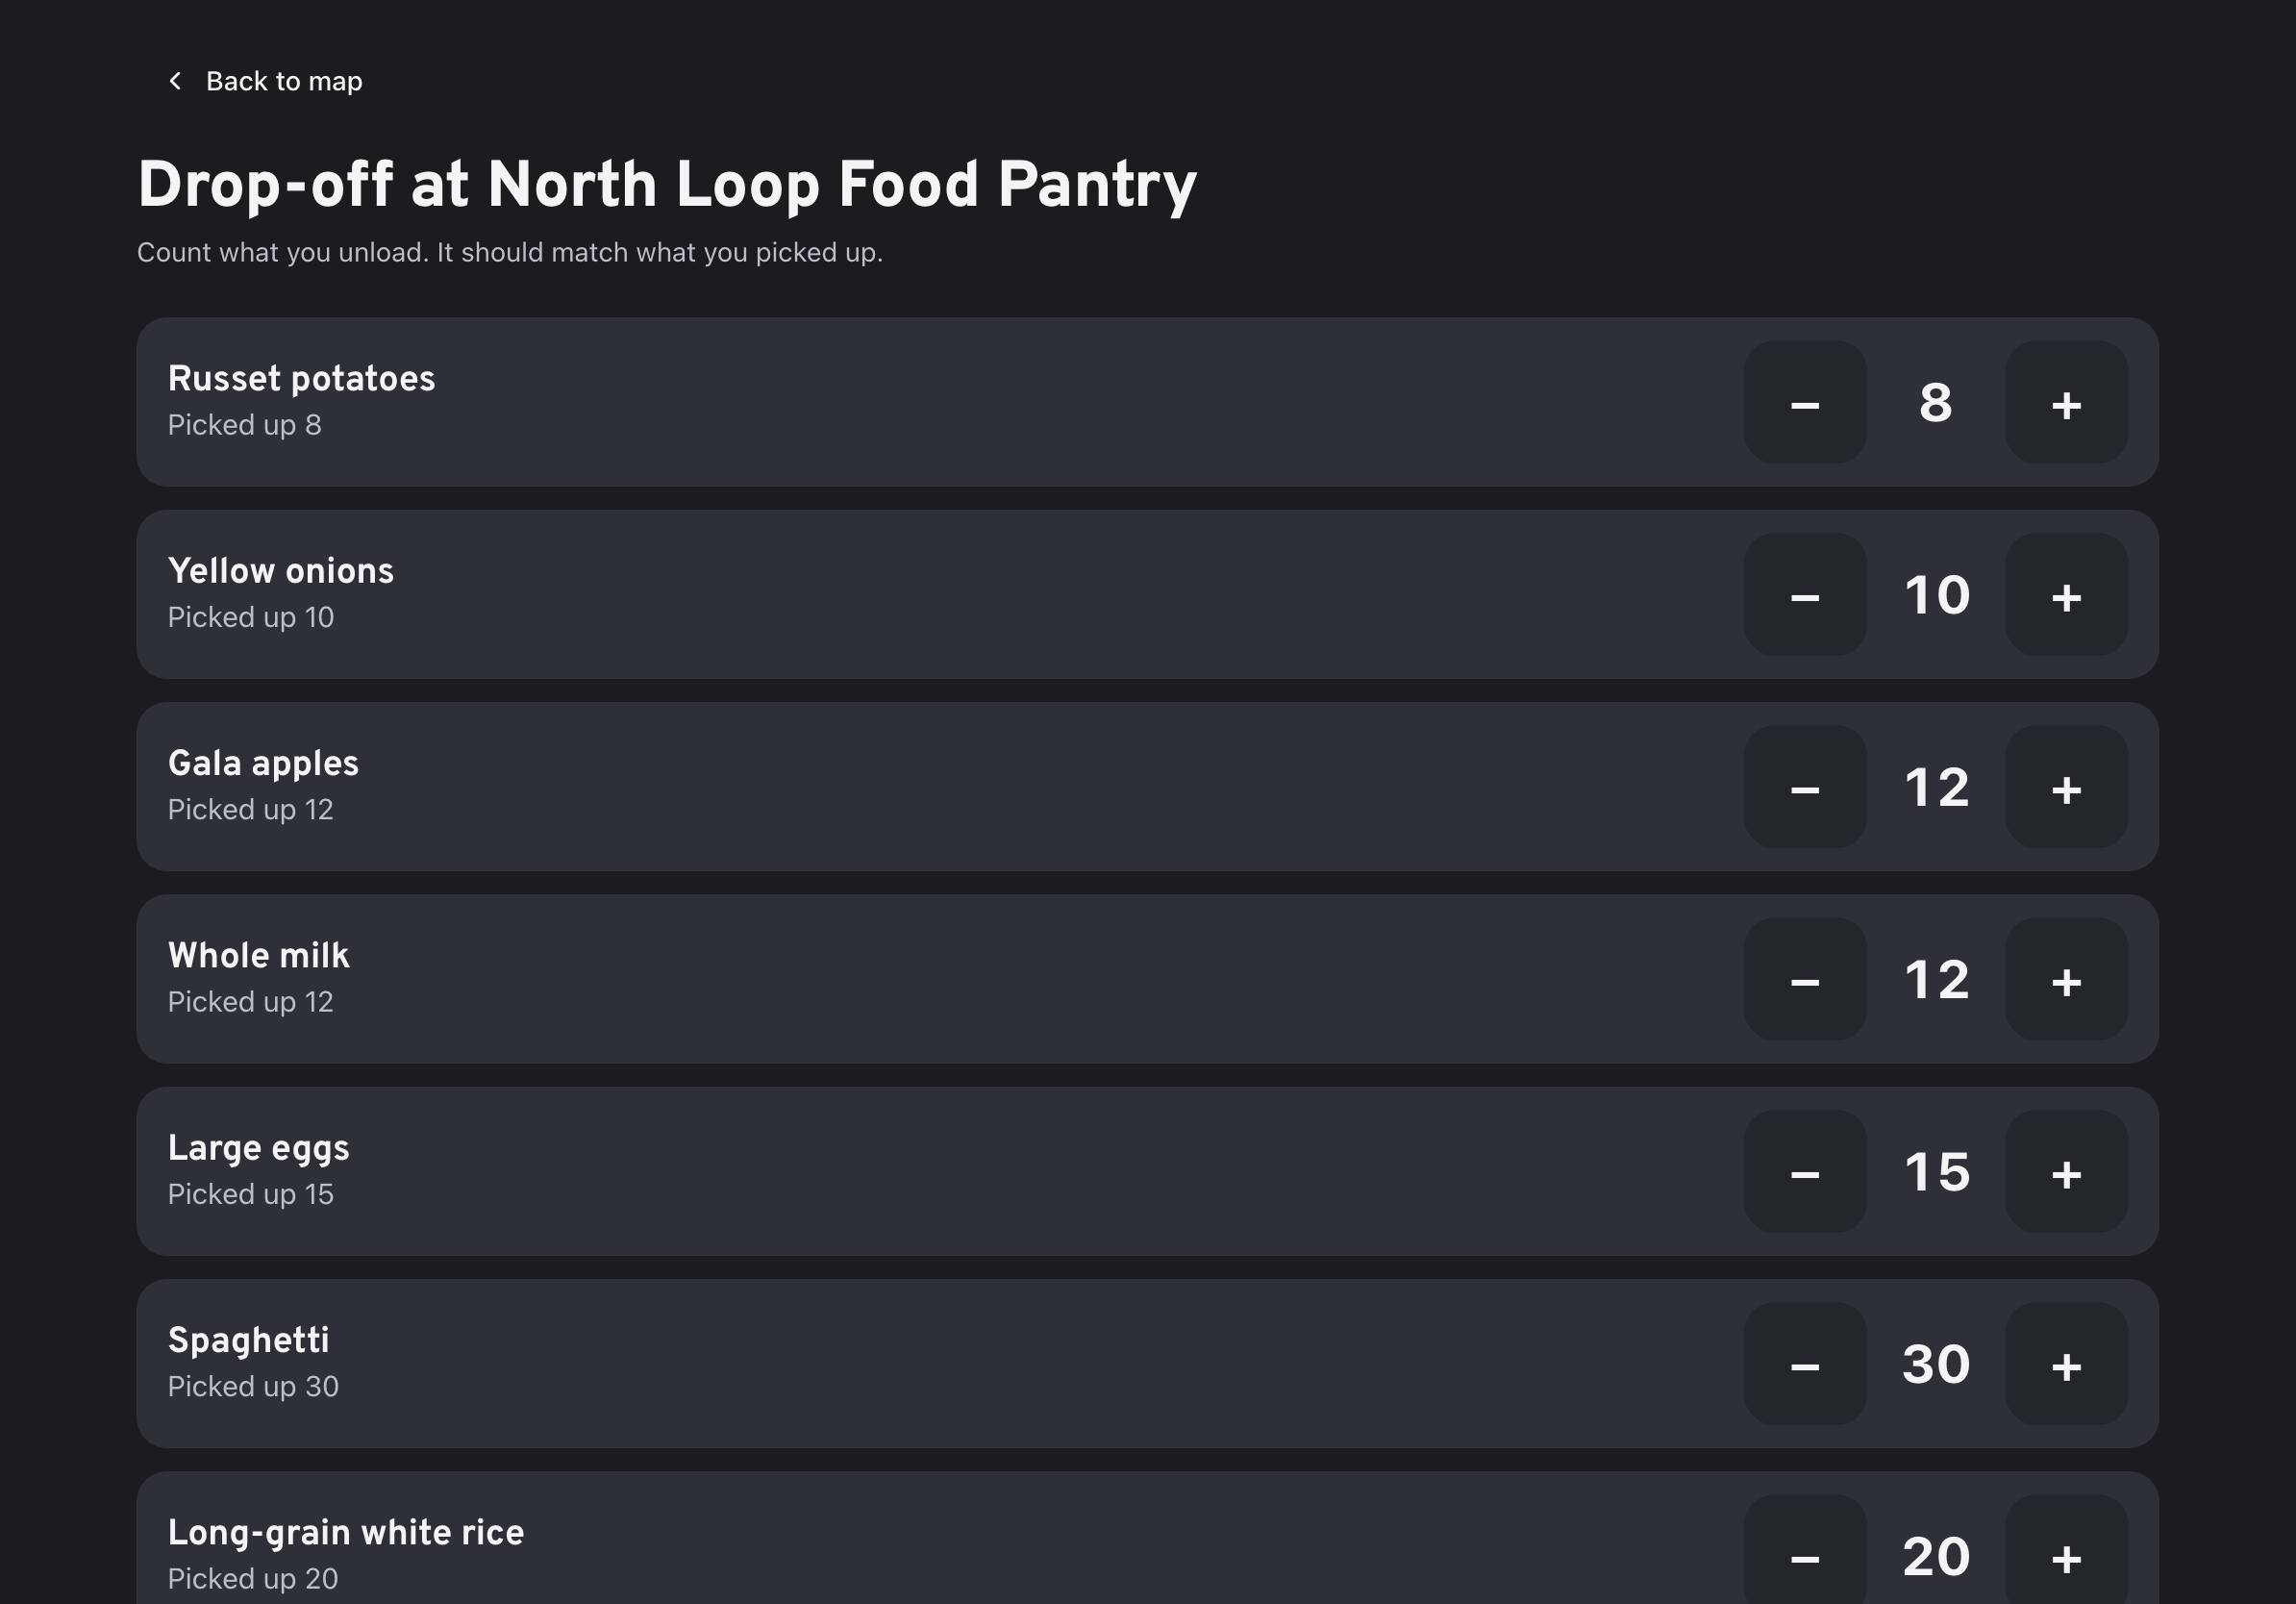 Back to map
Drop-off at North Loop Food Pantry
Count what you unload. It should match what you picked up.
Russet potatoes
Picked up 8
− 8 +
Yellow onions
Picked up 10
− 10 +
Gala apples
Picked up 12
− 12 +
Whole milk
Picked up 12
− 12 +
Large eggs
Picked up 15
− 15 +
Spaghetti
Picked up 30
− 30 +
Long-grain white rice
Picked up 20
− 20 +